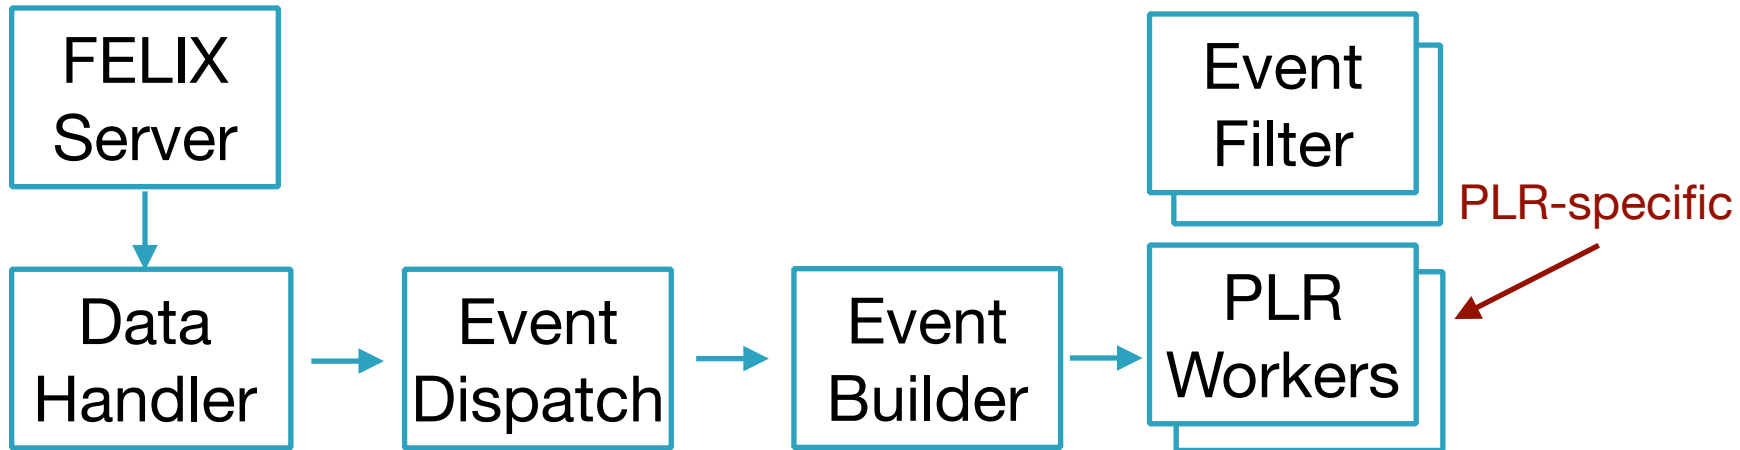 FELIX
Server
Event
Filter
PLR-specific
Data
Handler
Event
Dispatch
Event
Builder
PLR
Workers